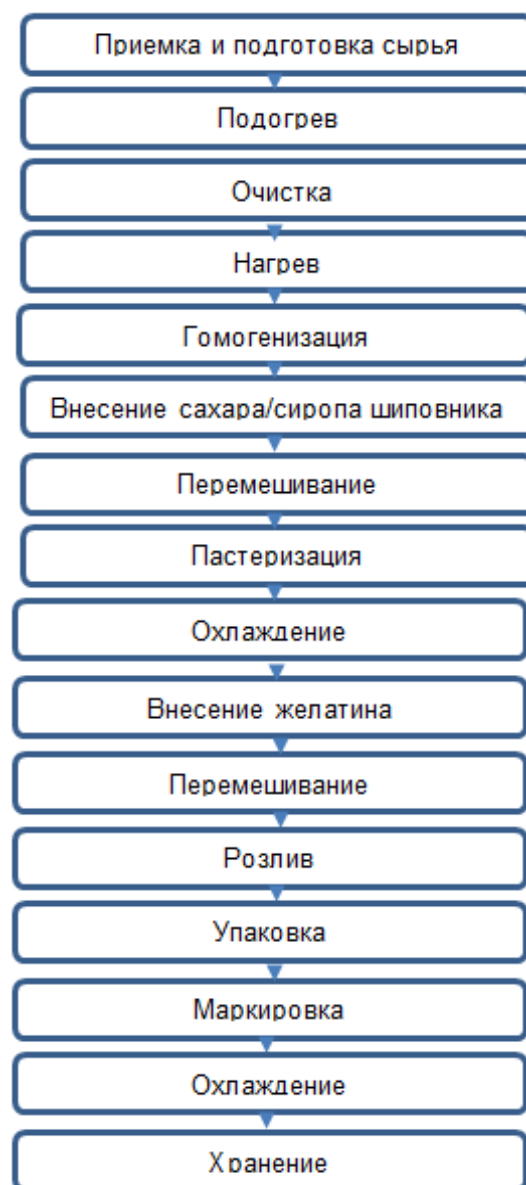 Приемка и подготовка сырья
Подогрев
Очистка
Нагрев
Гомогенизация
Внесение сахара/сиропа шиповника
Перемешивание
Пастеризация
Охлаждение
Внесение желатина
Перемешивание
Розлив
Упаковка
Маркировка
Охлаждение
Хранение